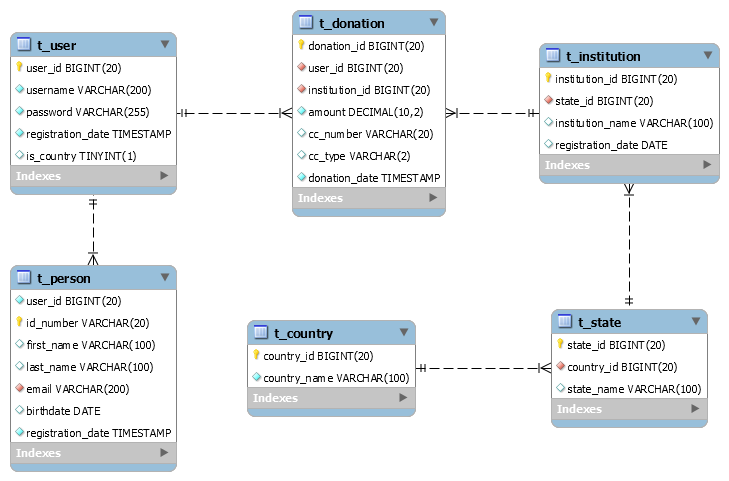 t_user
user_id BIGINT(20)
username VARCHAR(200)
password VARCHAR(255)
registration_date TIMESTAMP
is_country TINYINT(1)
Indexes
t_donation
donation_id BIGINT(20)
user_id BIGINT(20)
institution_id BIGINT(20)
amount DECIMAL(10,2)
cc_number VARCHAR(20)
cc_type VARCHAR(2)
donation_date TIMESTAMP
Indexes
t_institution
institution_id BIGINT(20)
state_id BIGINT(20)
institution_name VARCHAR(100)
registration_date DATE
Indexes
t_person
user_id BIGINT(20)
id_number VARCHAR(20)
first_name VARCHAR(100)
last_name VARCHAR(100)
email VARCHAR(200)
birthdate DATE
registration_date TIMESTAMP
Indexes
t_country
country_id BIGINT(20)
country_name VARCHAR(100)
Indexes
t_state
state_id BIGINT(20)
country_id BIGINT(20)
state_name VARCHAR(100)
Indexes